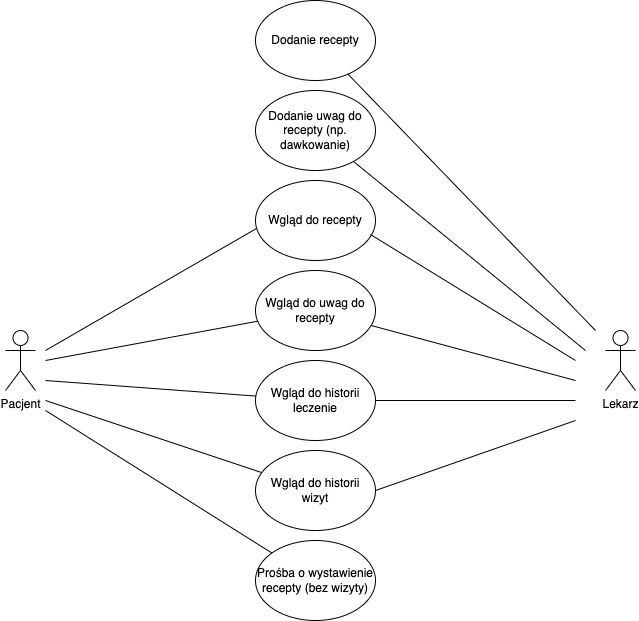 Dodanie recepty
Dodanie uwag do
recepty (np.
dawkowanie)
Wgląd do recepty
Wgląd do uwag do
recepty
Pacjent
Lekarz
Wgląd do historii
leczenie
Wgląd do historii
wizyt
Prośba o wystawienie
recepty (bez wizyty)